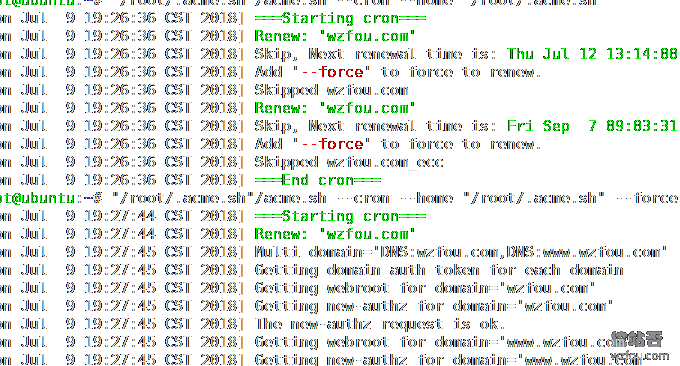 t@ubuntu:~# "/root/.acme.sh"/acme.sh --cron --home "/root/.acme.sh"
on Jul  9 19:26:36 CST 2018] ===Starting cron===
on Jul  9 19:26:36 CST 2018] Renew: 'wzfou.com'
on Jul  9 19:26:36 CST 2018] Skip, Next renewal time is: Thu Jul 12 13:14:08
on Jul  9 19:26:36 CST 2018] Add '--force' to force to renew.
on Jul  9 19:26:36 CST 2018] Skipped wzfou.com
on Jul  9 19:26:36 CST 2018] Renew: 'wzfou.com'
on Jul  9 19:26:36 CST 2018] Skip, Next renewal time is: Fri Sep  7 09:03:31
on Jul  9 19:26:36 CST 2018] Add '--force' to force to renew.
on Jul  9 19:26:36 CST 2018] Skipped wzfou.com_ecc
on Jul  9 19:26:36 CST 2018] ===End cron===
ot@ubuntu:~# "/root/.acme.sh"/acme.sh --cron --home "/root/.acme.sh" --force
on Jul  9 19:27:44 CST 2018] ===Starting cron===
on Jul  9 19:27:44 CST 2018] Renew: 'wzfou.com'
on Jul  9 19:27:45 CST 2018] Multi domain='DNS:wzfou.com,DNS:www.wzfou.com'
on Jul  9 19:27:45 CST 2018] Getting domain auth token for each domain
on Jul  9 19:27:45 CST 2018] Getting webroot for domain='wzfou.com'
on Jul  9 19:27:45 CST 2018] Getting new-authz for domain='wzfou.com'
on Jul  9 19:27:45 CST 2018] The new-authz request is ok.
on Jul  9 19:27:45 CST 2018] Getting webroot for domain='www.wzfou.com'
on Jul  9 19:27:45 CST 2018] Getting new-authz for domain='www.wzfou.com
挖站否
wzfou.com